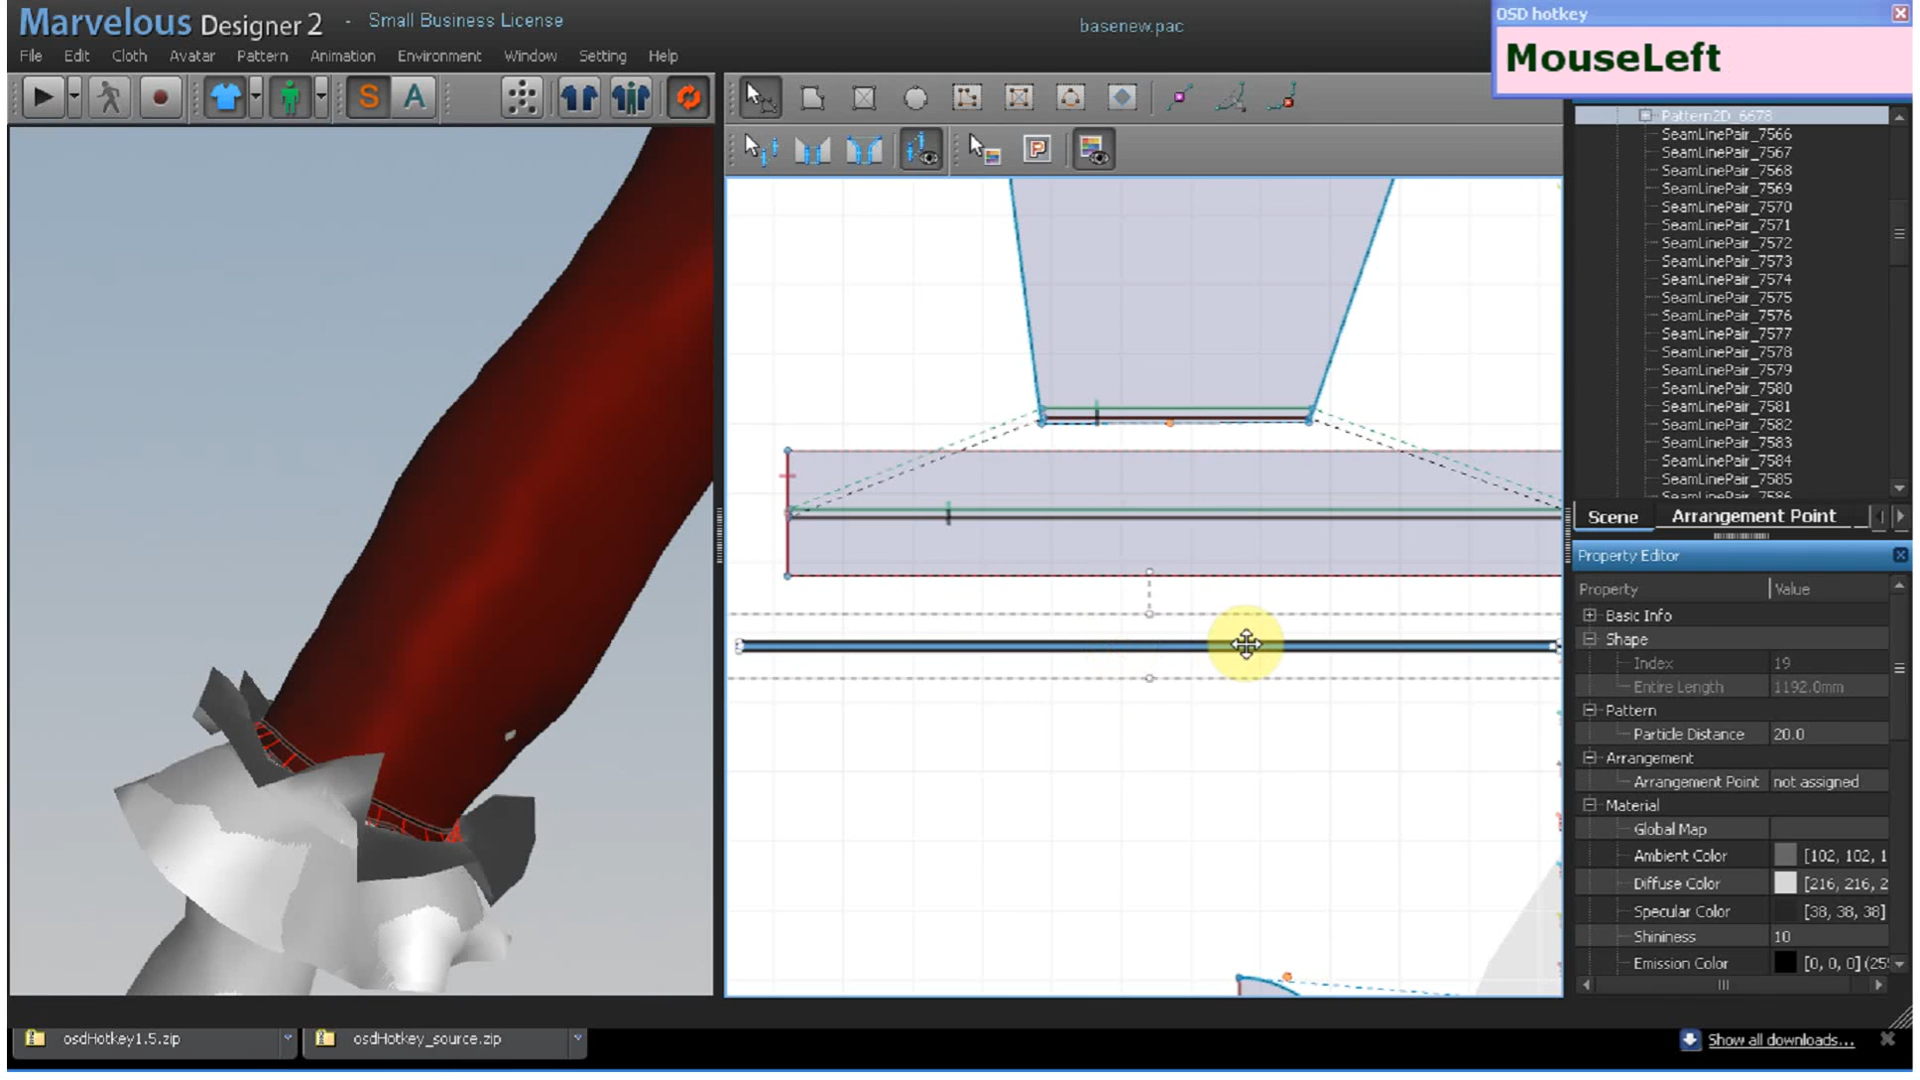 Marvelous Designer 2 - Small Business License
basenew.pac
OSD hotkey
MouseLeft
File Edit Cloth Avatar Pattern Animation Environment Window Setting Help
S A
P
Pattern2D_6678
SeamLinePair_7566
SeamLinePair_7567
SeamLinePair_7568
SeamLinePair_7569
SeamLinePair_7570
SeamLinePair_7571
SeamLinePair_7572
SeamLinePair_7573
SeamLinePair_7574
SeamLinePair_7575
SeamLinePair_7576
SeamLinePair_7577
SeamLinePair_7578
SeamLinePair_7579
SeamLinePair_7580
SeamLinePair_7581
SeamLinePair_7582
SeamLinePair_7583
SeamLinePair_7584
SeamLinePair_7585
SeamLinePair_7586
Scene Arrangement Point
Property Editor
Property Value
Basic Info
Shape
Index 19
Entire Length 1192.0mm
Pattern
Particle Distance 20.0
Arrangement
Arrangement Point not assigned
Material
Global Map
Ambient Color [102, 102, 1
Diffuse Color [216, 216, 2
Specular Color [38, 38, 38]
Shininess 10
Emission Color [0, 0, 0] (25
osdHotkey1.5.zip osdHotkey_source.zip Show all downloads...